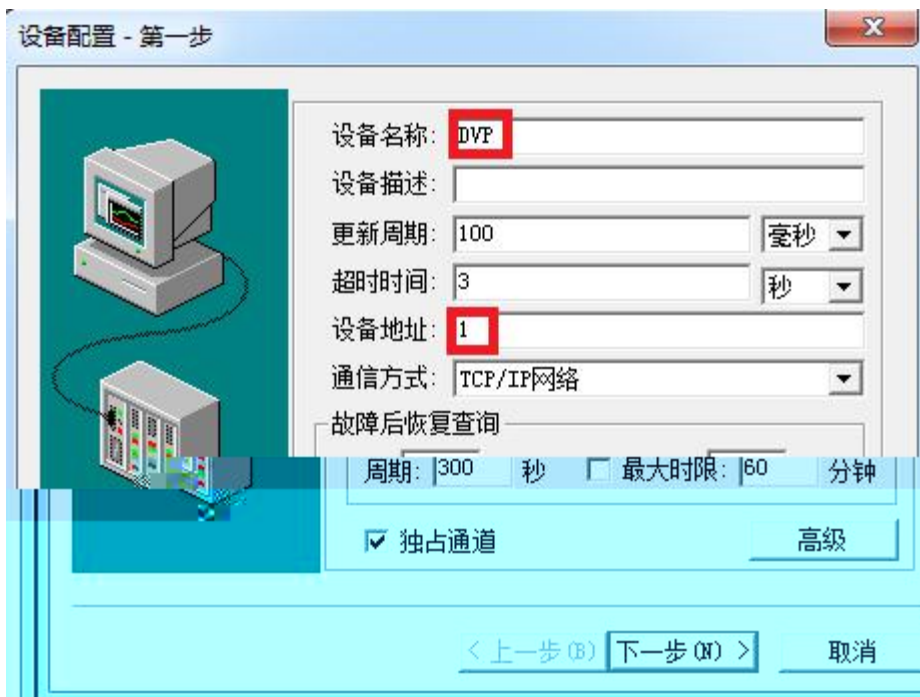 设备配置 - 第一步
设备名称: DVP
设备描述:
更新周期: 100 毫秒
超时时间: 3 秒
设备地址: 1
通信方式: TCP/IP网络
故障后恢复查询
周期: 300 秒 最大时限: 60 分钟
独占通道 高级
< 上一步(B) 下一步(N) > 取消